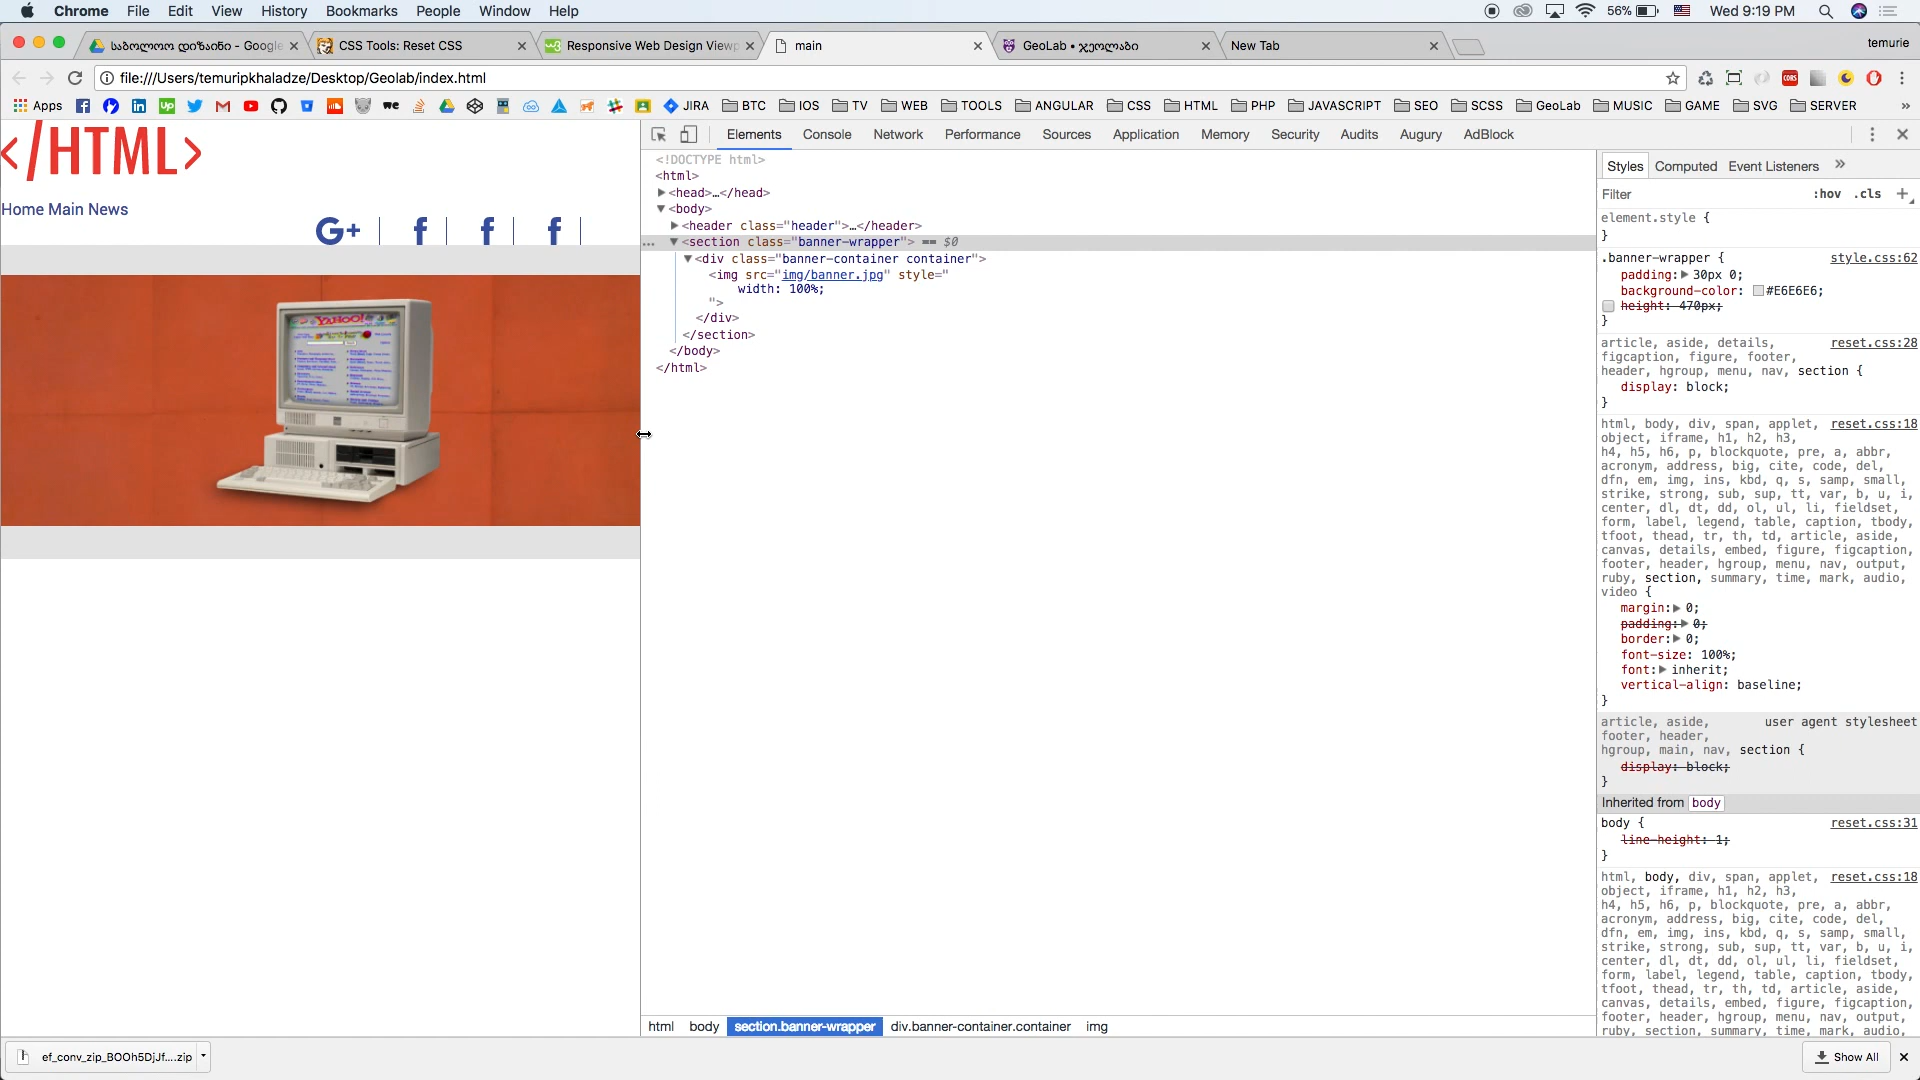 Chrome File Edit View History Bookmarks People Window Help
56% Wed 9:19 PM
საბოლოო დიზაინი - Google
CSS Tools: Reset CSS
Responsive Web Design Viewp
main
GeoLab • ჯეოლაბი
New Tab
temurie
file:///Users/temuripkhaladze/Desktop/Geolab/index.html
Apps JIRA BTC IOS TV WEB TOOLS ANGULAR CSS HTML PHP JAVASCRIPT SEO SCSS GeoLab MUSIC GAME SVG SERVER »
</HTML>
Home Main News
G+ f f f
YAHOO!
Elements Console Network Performance Sources Application Memory Security Audits Augury AdBlock
<!DOCTYPE html>
<html>
<head>…</head>
<body>
<header class="header">…</header>
… <section class="banner-wrapper"> == $0
<div class="banner-container container">
<img src="img/banner.jpg" style="
width: 100%;
">
</div>
</section>
</body>
</html>
html body section.banner-wrapper div.banner-container.container img
Styles Computed Event Listeners »
Filter :hov .cls +
element.style {
}
.banner-wrapper { style.css:62
padding: 30px 0;
background-color: #E6E6E6;
height: 470px;
}
article, aside, details, reset.css:28
figcaption, figure, footer,
header, hgroup, menu, nav, section {
display: block;
}
html, body, div, span, applet, reset.css:18
object, iframe, h1, h2, h3,
h4, h5, h6, p, blockquote, pre, a, abbr,
acronym, address, big, cite, code, del,
dfn, em, img, ins, kbd, q, s, samp, small,
strike, strong, sub, sup, tt, var, b, u, i,
center, dl, dt, dd, ol, ul, li, fieldset,
form, label, legend, table, caption, tbody,
tfoot, thead, tr, th, td, article, aside,
canvas, details, embed, figure, figcaption,
footer, header, hgroup, menu, nav, output,
ruby, section, summary, time, mark, audio,
video {
margin: 0;
padding: 0;
border: 0;
font-size: 100%;
font: inherit;
vertical-align: baseline;
}
article, aside, user agent stylesheet
footer, header,
hgroup, main, nav, section {
display: block;
}
Inherited from body
body { reset.css:31
line-height: 1;
}
html, body, div, span, applet, reset.css:18
object, iframe, h1, h2, h3,
h4, h5, h6, p, blockquote, pre, a, abbr,
acronym, address, big, cite, code, del,
dfn, em, img, ins, kbd, q, s, samp, small,
strike, strong, sub, sup, tt, var, b, u, i,
center, dl, dt, dd, ol, ul, li, fieldset,
form, label, legend, table, caption, tbody,
tfoot, thead, tr, th, td, article, aside,
canvas, details, embed, figure, figcaption,
footer, header, hgroup, menu, nav, output,
ruby, section, summary, time, mark, audio,
ef_conv_zip_BOOh5DjJf....zip
Show All